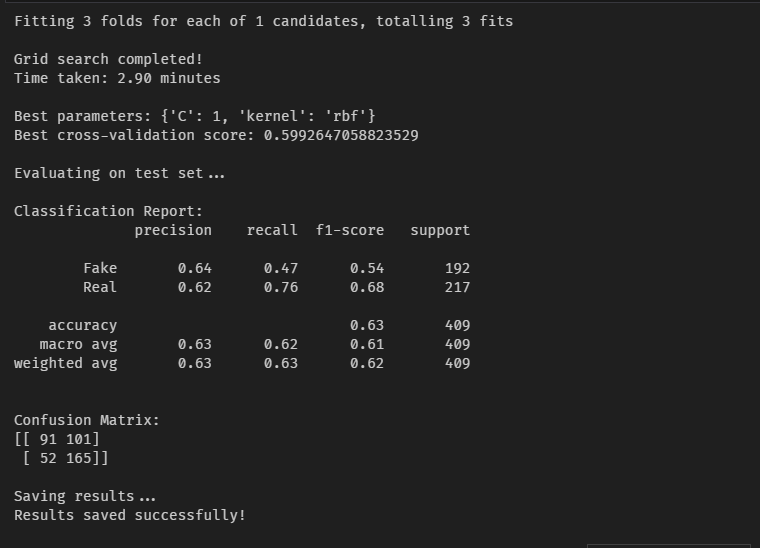 Fitting 3 folds for each of 1 candidates, totalling 3 fits
Grid search completed!
Time taken: 2.90 minutes
Best parameters: {'C': 1, 'kernel': 'rbf'}
Best cross-validation score: 0.5992647058823529
Evaluating on test set...
Classification Report:
precision recall f1-score support
Fake 0.64 0.47 0.54 192
Real 0.62 0.76 0.68 217
accuracy 0.63 409
macro avg 0.63 0.62 0.61 409
weighted avg 0.63 0.63 0.62 409
Confusion Matrix:
[[ 91 101]
[ 52 165]]
Saving results...
Results saved successfully!